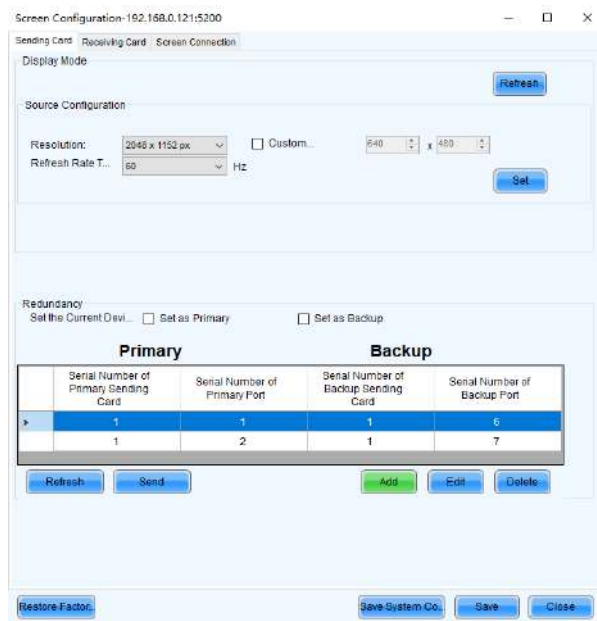 Screen Configuration-192.168.0.121:5200
Sending Card Receiving Card Screen Connection
Display Mode
Refresh
Source Configuration
Resolution: 2048 x 1152 px Custom... 640 x 480
Refresh Rate T... 60 Hz
Set
Redundancy
Set the Current Devi... Set as Primary Set as Backup
Primary Backup
Serial Number of Primary Sending Card Serial Number of Primary Port Serial Number of Backup Sending Card Serial Number of Backup Port
1 1 1 6
1 2 1 7
Refresh Send Add Edit Delete
Restore Factor... Save System Co... Save Close